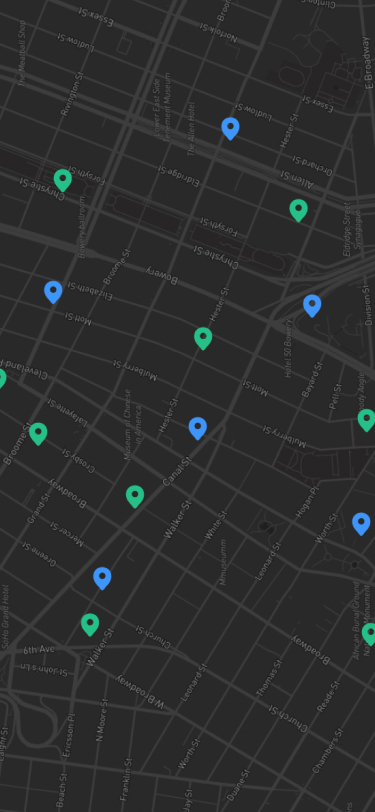 Clinton St
Essex St
Norfolk St
Broome St
E Broadway
Ludlow St
The Meatball Shop
Rivington St
Lower East Side
Tenement Museum
The Allen Hotel
Ludlow St
Essex St
Hester St
Orchard St
Allen St
Eldridge St
Forsyth St
Chrystie St
Bowery Ballroom
Forsyth St
Chrystie St
Eldridge Street
Synagogue
Broome St
Bowery
Elizabeth St
Hester St
Division St
Mott St
Hotel 50 Bowery
Mulberry St
Cleveland Pl
Bayard St
Mott St
Pell St
Lafayette St
Museum of Chinese
in America
Hester St
Mulberry St
Broome St
Crosby St
Canal St
Broadway
Grand St
Hogan Pl
Worth St
Walker St
White St
Mercer St
Greene St
Mmuseumm
Leonard St
African Burial Ground
SoHo Grand Hotel
Church St
Walker St
6th Ave
Broadway
St John's Ln
W Broadway
Leonard St
Thomas St
Reade St
Ericsson Pl
N Moore St
Church St
Chambers St
Worth St
Beach St
Franklin St
Duane St
Jay St